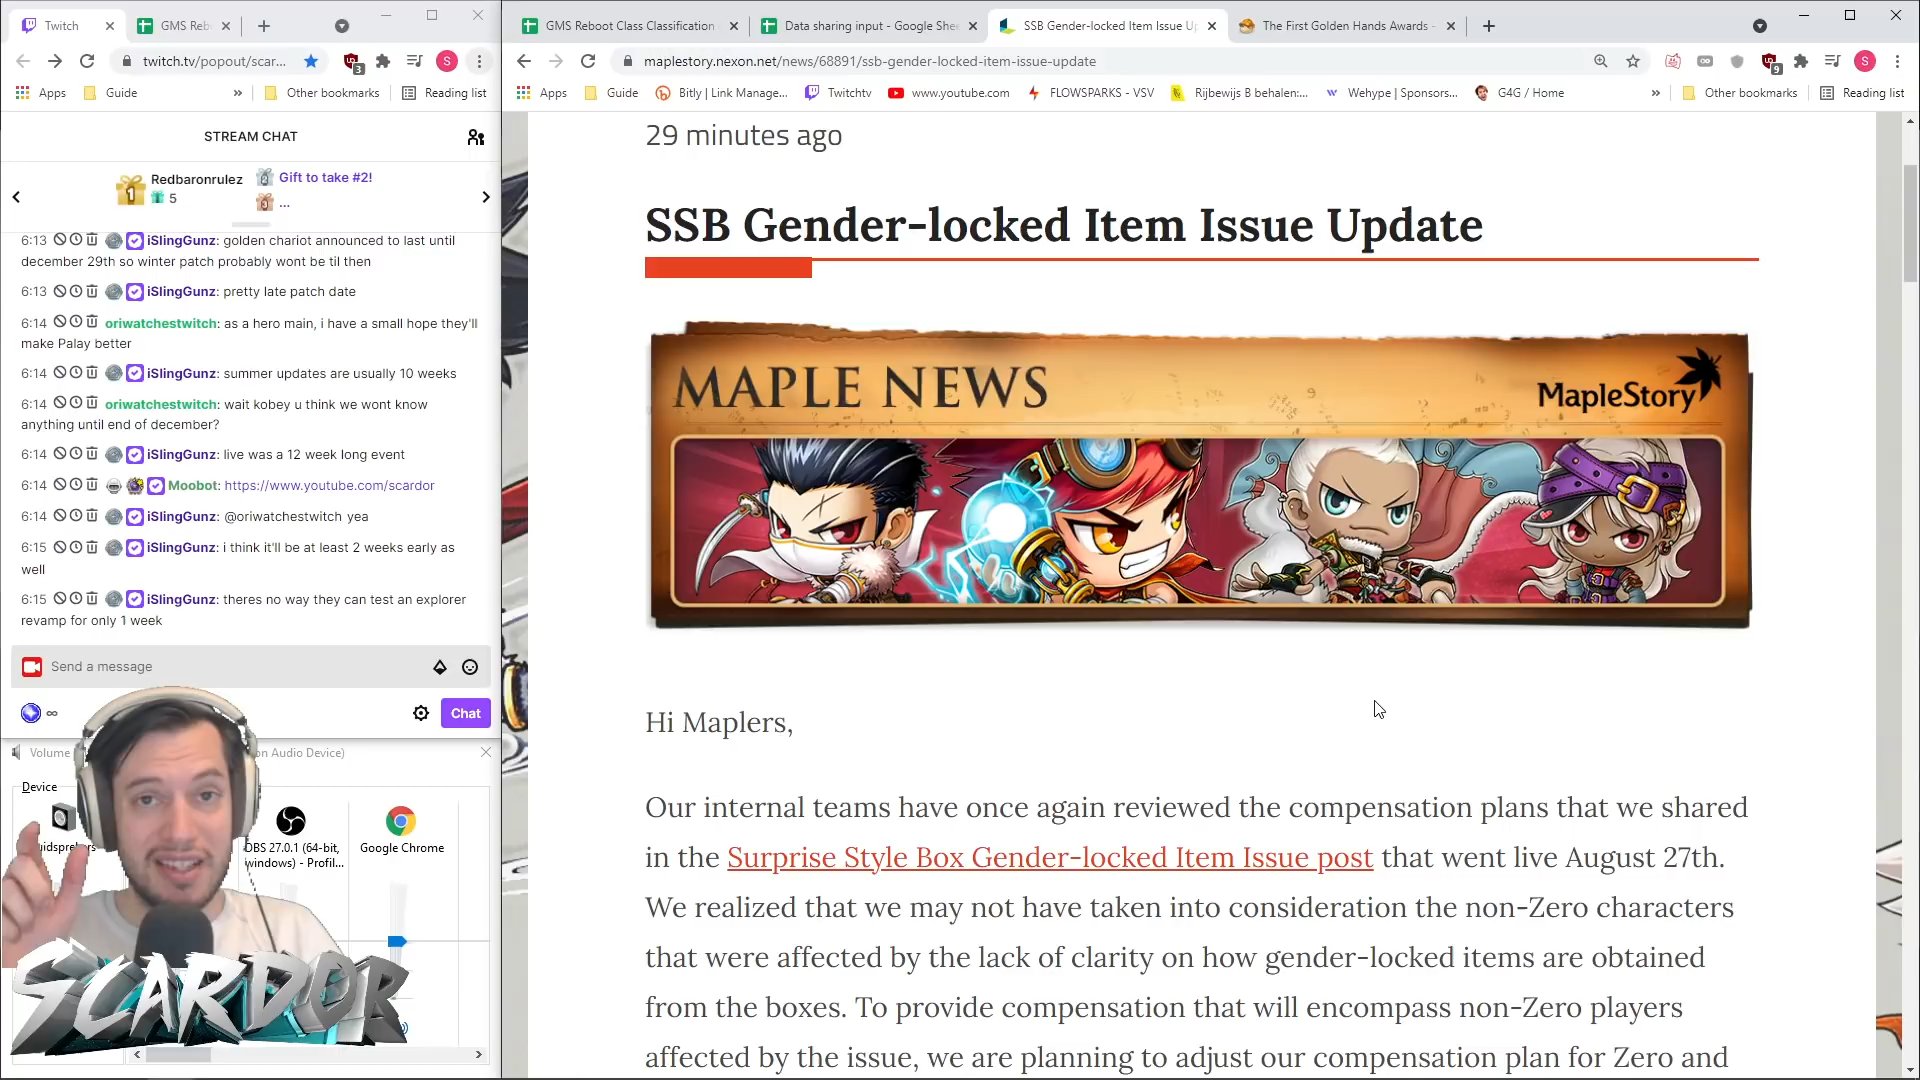 Twitch
GMS Reb
twitch.tv/popout/scar...
3
S
Apps
Guide
»
Other bookmarks
Reading list
STREAM CHAT
1
Redbaronrulez
5
Gift to take #2!
...
6:13 iSlingGunz: golden chariot announced to last until
december 29th so winter patch probably wont be til then
6:13 iSlingGunz: pretty late patch date
6:14 oriwatchestwitch: as a hero main, i have a small hope they'll
make Palay better
6:14 iSlingGunz: summer updates are usually 10 weeks
6:14 oriwatchestwitch: wait kobey u think we wont know
anything until end of december?
6:14 iSlingGunz: live was a 12 week long event
6:14 Moobot: https://www.youtube.com/scardor
6:14 iSlingGunz: @oriwatchestwitch yea
6:15 iSlingGunz: i think it'll be at least 2 weeks early as
well
6:15 iSlingGunz: theres no way they can test an explorer
revamp for only 1 week
Send a message
∞
Chat
Volume
on Audio Device)
Device
OBS 27.0.1 (64-bit,
windows) - Profil...
Google Chrome
SCARDOR
GMS Reboot Class Classification
Data sharing input - Google She
SSB Gender-locked Item Issue Up
The First Golden Hands Awards -
maplestory.nexon.net/news/68891/ssb-gender-locked-item-issue-update
9
S
Apps
Guide
Bitly | Link Manage...
Twitchtv
www.youtube.com
FLOWSPARKS - VSV
Rijbewijs B behalen:...
Wehype | Sponsors...
G4G / Home
»
Other bookmarks
Reading list
29 minutes ago
SSB Gender-locked Item Issue Update
MAPLE NEWS
MapleStory
Hi Maplers,
Our internal teams have once again reviewed the compensation plans that we shared
in the Surprise Style Box Gender-locked Item Issue post that went live August 27th.
We realized that we may not have taken into consideration the non-Zero characters
that were affected by the lack of clarity on how gender-locked items are obtained
from the boxes. To provide compensation that will encompass non-Zero players
affected by the issue, we are planning to adjust our compensation plan for Zero and